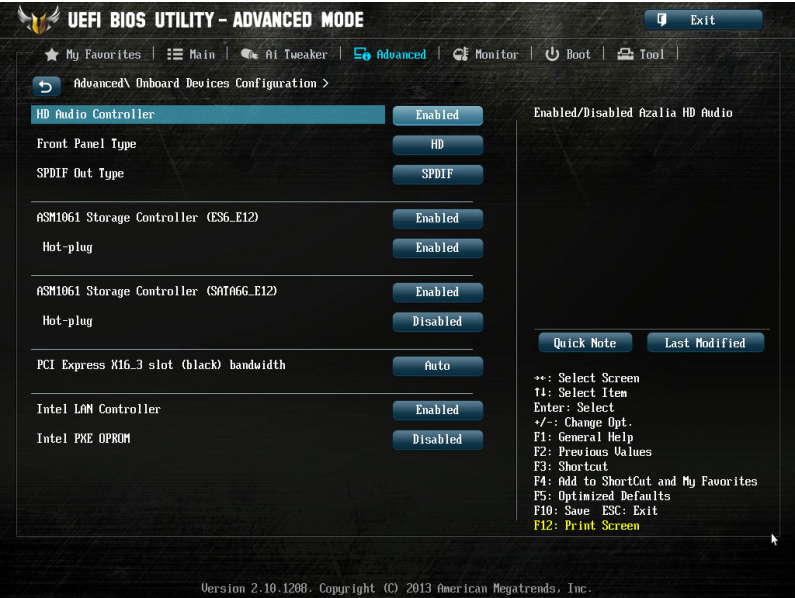 UEFI BIOS UTILITY - ADVANCED MODE
Exit
My Favorites
Main
Ai Tweaker
Advanced
Monitor
Boot
Tool
Advanced\ Onboard Devices Configuration >
HD Audio Controller
Enabled
Front Panel Type
HD
SPDIF Out Type
SPDIF
ASM1061 Storage Controller (ES6_E12)
Enabled
Hot-plug
Enabled
ASM1061 Storage Controller (SATA6G_E12)
Enabled
Hot-plug
Disabled
PCI Express X16_3 slot (black) bandwidth
Auto
Intel LAN Controller
Enabled
Intel PXE OPROM
Disabled
Enabled/Disabled Azalia HD Audio
Quick Note
Last Modified
→←: Select Screen
↑↓: Select Item
Enter: Select
+/-: Change Opt.
F1: General Help
F2: Previous Values
F3: Shortcut
F4: Add to ShortCut and My Favorites
F5: Optimized Defaults
F10: Save ESC: Exit
F12: Print Screen
Version 2.10.1208. Copyright (C) 2013 American Megatrends, Inc.